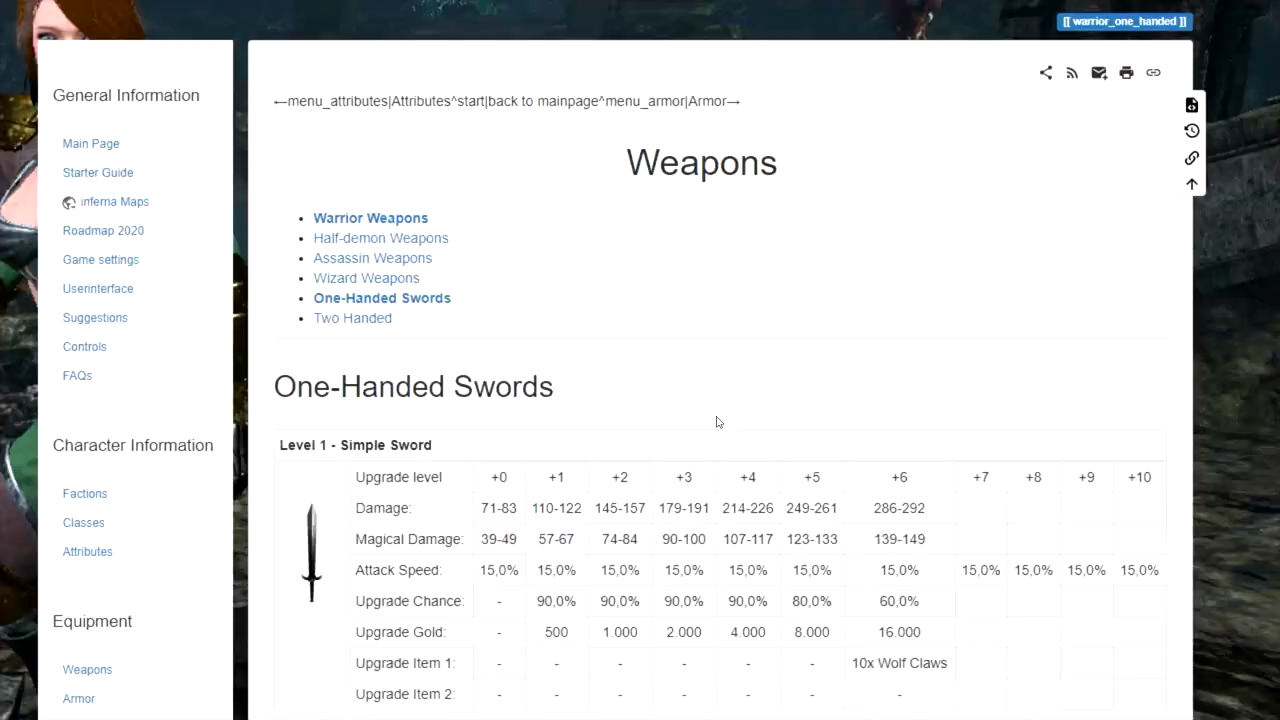 [[ warrior_one_handed ]]
General Information
Main Page
Starter Guide
inferna Maps
Roadmap 2020
Game settings
Userinterface
Suggestions
Controls
FAQs
Character Information
Factions
Classes
Attributes
Equipment
Weapons
Armor
←menu_attributes|Attributes^start|back to mainpage^menu_armor|Armor→
Weapons
• Warrior Weapons
• Half-demon Weapons
• Assassin Weapons
• Wizard Weapons
• One-Handed Swords
• Two Handed
One-Handed Swords
Level 1 - Simple Sword
Upgrade level +0 +1 +2 +3 +4 +5 +6 +7 +8 +9 +10
Damage: 71-83 110-122 145-157 179-191 214-226 249-261 286-292
Magical Damage: 39-49 57-67 74-84 90-100 107-117 123-133 139-149
Attack Speed: 15,0% 15,0% 15,0% 15,0% 15,0% 15,0% 15,0% 15,0% 15,0% 15,0% 15,0%
Upgrade Chance: - 90,0% 90,0% 90,0% 90,0% 80,0% 60,0%
Upgrade Gold: - 500 1.000 2.000 4.000 8.000 16.000
Upgrade Item 1: - - - - - - 10x Wolf Claws
Upgrade Item 2: - - - - - - -